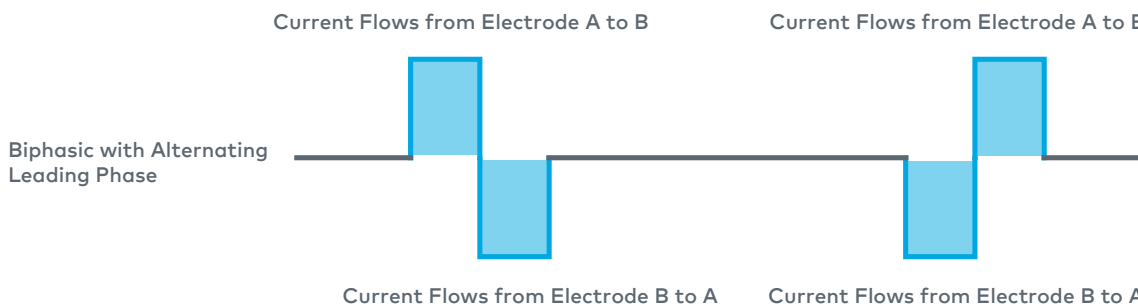 Current Flows from Electrode A to B
Current Flows from Electrode A to B
Biphasic with Alternating
Leading Phase
Current Flows from Electrode B to A
Current Flows from Electrode B to A